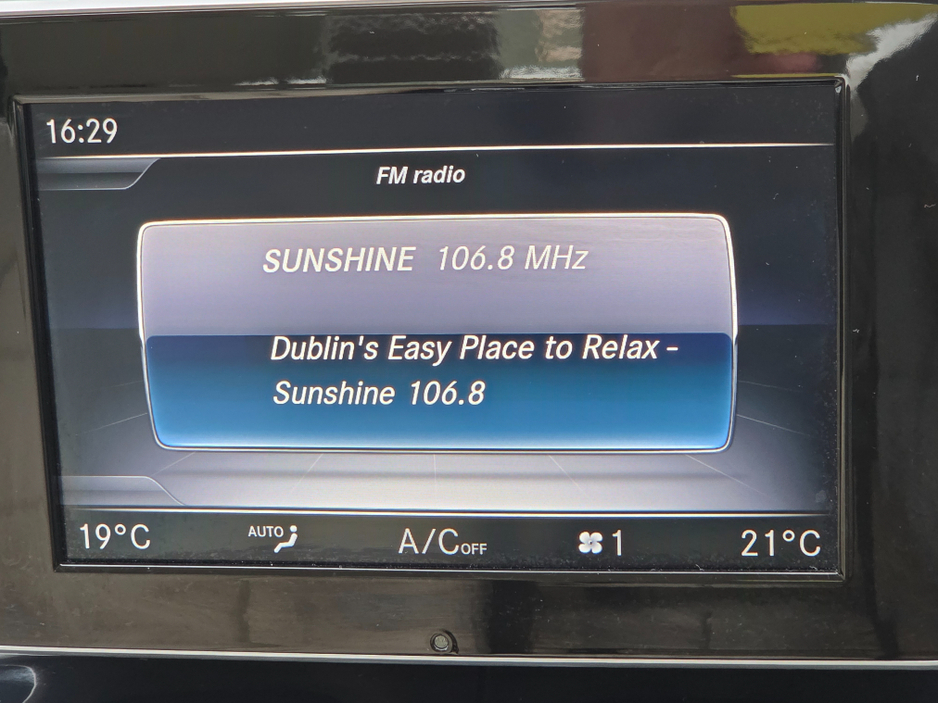 16:29
FM radio
SUNSHINE 106.8 MHz
Dublin's Easy Place to Relax -
Sunshine 106.8
19°C AUTO A/C OFF 1 21°C